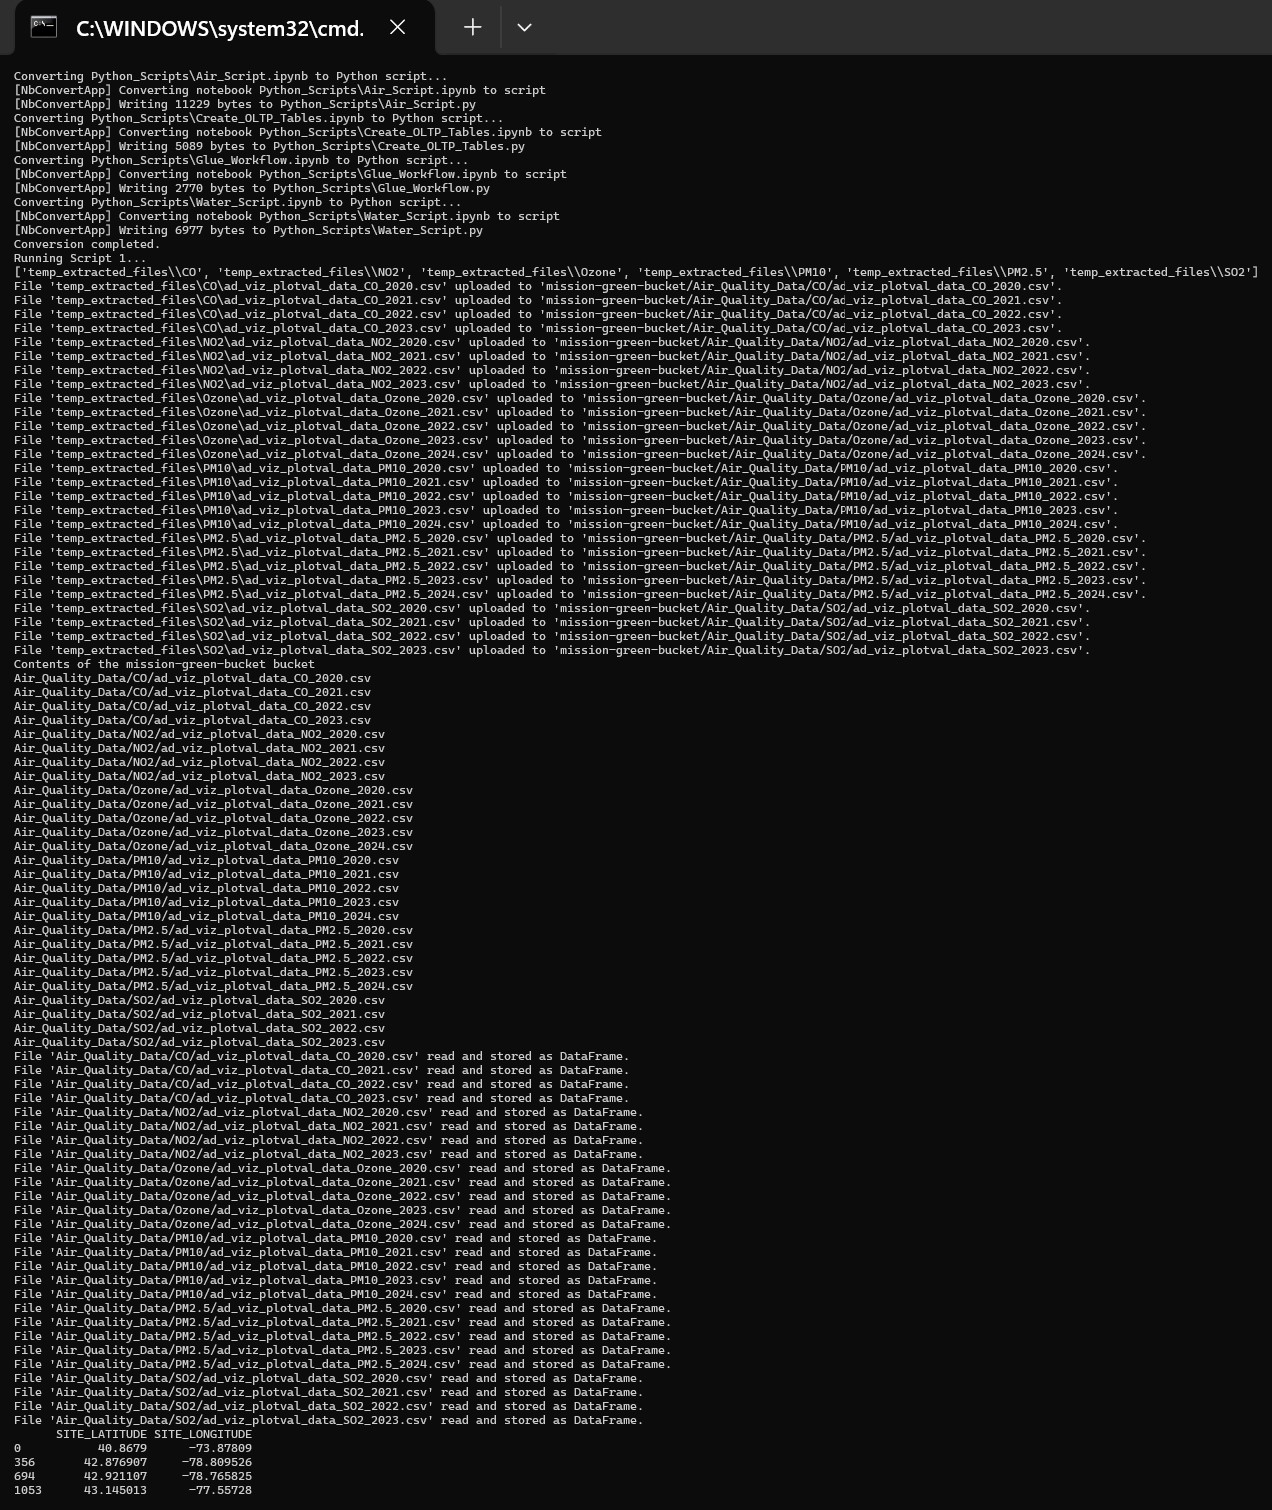 C:\WINDOWS\system32\cmd.
Converting Python_Scripts\Air_Script.ipynb to Python script...
[NbConvertApp] Converting notebook Python_Scripts\Air_Script.ipynb to script
[NbConvertApp] Writing 11229 bytes to Python_Scripts\Air_Script.py
Converting Python_Scripts\Create_OLTP_Tables.ipynb to Python script...
[NbConvertApp] Converting notebook Python_Scripts\Create_OLTP_Tables.ipynb to script
[NbConvertApp] Writing 5089 bytes to Python_Scripts\Create_OLTP_Tables.py
Converting Python_Scripts\Glue_Workflow.ipynb to Python script...
[NbConvertApp] Converting notebook Python_Scripts\Glue_Workflow.ipynb to script
[NbConvertApp] Writing 2770 bytes to Python_Scripts\Glue_Workflow.py
Converting Python_Scripts\Water_Script.ipynb to Python script...
[NbConvertApp] Converting notebook Python_Scripts\Water_Script.ipynb to script
[NbConvertApp] Writing 6977 bytes to Python_Scripts\Water_Script.py
Conversion completed.
Running Script 1...
['temp_extracted_files\\CO', 'temp_extracted_files\\NO2', 'temp_extracted_files\\Ozone', 'temp_extracted_files\\PM10', 'temp_extracted_files\\PM2.5', 'temp_extracted_files\\SO2']
File 'temp_extracted_files\CO\ad_viz_plotval_data_CO_2020.csv' uploaded to 'mission-green-bucket/Air_Quality_Data/CO/ad_viz_plotval_data_CO_2020.csv'.
File 'temp_extracted_files\CO\ad_viz_plotval_data_CO_2021.csv' uploaded to 'mission-green-bucket/Air_Quality_Data/CO/ad_viz_plotval_data_CO_2021.csv'.
File 'temp_extracted_files\CO\ad_viz_plotval_data_CO_2022.csv' uploaded to 'mission-green-bucket/Air_Quality_Data/CO/ad_viz_plotval_data_CO_2022.csv'.
File 'temp_extracted_files\CO\ad_viz_plotval_data_CO_2023.csv' uploaded to 'mission-green-bucket/Air_Quality_Data/CO/ad_viz_plotval_data_CO_2023.csv'.
File 'temp_extracted_files\NO2\ad_viz_plotval_data_NO2_2020.csv' uploaded to 'mission-green-bucket/Air_Quality_Data/NO2/ad_viz_plotval_data_NO2_2020.csv'.
File 'temp_extracted_files\NO2\ad_viz_plotval_data_NO2_2021.csv' uploaded to 'mission-green-bucket/Air_Quality_Data/NO2/ad_viz_plotval_data_NO2_2021.csv'.
File 'temp_extracted_files\NO2\ad_viz_plotval_data_NO2_2022.csv' uploaded to 'mission-green-bucket/Air_Quality_Data/NO2/ad_viz_plotval_data_NO2_2022.csv'.
File 'temp_extracted_files\NO2\ad_viz_plotval_data_NO2_2023.csv' uploaded to 'mission-green-bucket/Air_Quality_Data/NO2/ad_viz_plotval_data_NO2_2023.csv'.
File 'temp_extracted_files\Ozone\ad_viz_plotval_data_Ozone_2020.csv' uploaded to 'mission-green-bucket/Air_Quality_Data/Ozone/ad_viz_plotval_data_Ozone_2020.csv'.
File 'temp_extracted_files\Ozone\ad_viz_plotval_data_Ozone_2021.csv' uploaded to 'mission-green-bucket/Air_Quality_Data/Ozone/ad_viz_plotval_data_Ozone_2021.csv'.
File 'temp_extracted_files\Ozone\ad_viz_plotval_data_Ozone_2022.csv' uploaded to 'mission-green-bucket/Air_Quality_Data/Ozone/ad_viz_plotval_data_Ozone_2022.csv'.
File 'temp_extracted_files\Ozone\ad_viz_plotval_data_Ozone_2023.csv' uploaded to 'mission-green-bucket/Air_Quality_Data/Ozone/ad_viz_plotval_data_Ozone_2023.csv'.
File 'temp_extracted_files\Ozone\ad_viz_plotval_data_Ozone_2024.csv' uploaded to 'mission-green-bucket/Air_Quality_Data/Ozone/ad_viz_plotval_data_Ozone_2024.csv'.
File 'temp_extracted_files\PM10\ad_viz_plotval_data_PM10_2020.csv' uploaded to 'mission-green-bucket/Air_Quality_Data/PM10/ad_viz_plotval_data_PM10_2020.csv'.
File 'temp_extracted_files\PM10\ad_viz_plotval_data_PM10_2021.csv' uploaded to 'mission-green-bucket/Air_Quality_Data/PM10/ad_viz_plotval_data_PM10_2021.csv'.
File 'temp_extracted_files\PM10\ad_viz_plotval_data_PM10_2022.csv' uploaded to 'mission-green-bucket/Air_Quality_Data/PM10/ad_viz_plotval_data_PM10_2022.csv'.
File 'temp_extracted_files\PM10\ad_viz_plotval_data_PM10_2023.csv' uploaded to 'mission-green-bucket/Air_Quality_Data/PM10/ad_viz_plotval_data_PM10_2023.csv'.
File 'temp_extracted_files\PM10\ad_viz_plotval_data_PM10_2024.csv' uploaded to 'mission-green-bucket/Air_Quality_Data/PM10/ad_viz_plotval_data_PM10_2024.csv'.
File 'temp_extracted_files\PM2.5\ad_viz_plotval_data_PM2.5_2020.csv' uploaded to 'mission-green-bucket/Air_Quality_Data/PM2.5/ad_viz_plotval_data_PM2.5_2020.csv'.
File 'temp_extracted_files\PM2.5\ad_viz_plotval_data_PM2.5_2021.csv' uploaded to 'mission-green-bucket/Air_Quality_Data/PM2.5/ad_viz_plotval_data_PM2.5_2021.csv'.
File 'temp_extracted_files\PM2.5\ad_viz_plotval_data_PM2.5_2022.csv' uploaded to 'mission-green-bucket/Air_Quality_Data/PM2.5/ad_viz_plotval_data_PM2.5_2022.csv'.
File 'temp_extracted_files\PM2.5\ad_viz_plotval_data_PM2.5_2023.csv' uploaded to 'mission-green-bucket/Air_Quality_Data/PM2.5/ad_viz_plotval_data_PM2.5_2023.csv'.
File 'temp_extracted_files\PM2.5\ad_viz_plotval_data_PM2.5_2024.csv' uploaded to 'mission-green-bucket/Air_Quality_Data/PM2.5/ad_viz_plotval_data_PM2.5_2024.csv'.
File 'temp_extracted_files\SO2\ad_viz_plotval_data_SO2_2020.csv' uploaded to 'mission-green-bucket/Air_Quality_Data/SO2/ad_viz_plotval_data_SO2_2020.csv'.
File 'temp_extracted_files\SO2\ad_viz_plotval_data_SO2_2021.csv' uploaded to 'mission-green-bucket/Air_Quality_Data/SO2/ad_viz_plotval_data_SO2_2021.csv'.
File 'temp_extracted_files\SO2\ad_viz_plotval_data_SO2_2022.csv' uploaded to 'mission-green-bucket/Air_Quality_Data/SO2/ad_viz_plotval_data_SO2_2022.csv'.
File 'temp_extracted_files\SO2\ad_viz_plotval_data_SO2_2023.csv' uploaded to 'mission-green-bucket/Air_Quality_Data/SO2/ad_viz_plotval_data_SO2_2023.csv'.
Contents of the mission-green-bucket bucket
Air_Quality_Data/CO/ad_viz_plotval_data_CO_2020.csv
Air_Quality_Data/CO/ad_viz_plotval_data_CO_2021.csv
Air_Quality_Data/CO/ad_viz_plotval_data_CO_2022.csv
Air_Quality_Data/CO/ad_viz_plotval_data_CO_2023.csv
Air_Quality_Data/NO2/ad_viz_plotval_data_NO2_2020.csv
Air_Quality_Data/NO2/ad_viz_plotval_data_NO2_2021.csv
Air_Quality_Data/NO2/ad_viz_plotval_data_NO2_2022.csv
Air_Quality_Data/NO2/ad_viz_plotval_data_NO2_2023.csv
Air_Quality_Data/Ozone/ad_viz_plotval_data_Ozone_2020.csv
Air_Quality_Data/Ozone/ad_viz_plotval_data_Ozone_2021.csv
Air_Quality_Data/Ozone/ad_viz_plotval_data_Ozone_2022.csv
Air_Quality_Data/Ozone/ad_viz_plotval_data_Ozone_2023.csv
Air_Quality_Data/Ozone/ad_viz_plotval_data_Ozone_2024.csv
Air_Quality_Data/PM10/ad_viz_plotval_data_PM10_2020.csv
Air_Quality_Data/PM10/ad_viz_plotval_data_PM10_2021.csv
Air_Quality_Data/PM10/ad_viz_plotval_data_PM10_2022.csv
Air_Quality_Data/PM10/ad_viz_plotval_data_PM10_2023.csv
Air_Quality_Data/PM10/ad_viz_plotval_data_PM10_2024.csv
Air_Quality_Data/PM2.5/ad_viz_plotval_data_PM2.5_2020.csv
Air_Quality_Data/PM2.5/ad_viz_plotval_data_PM2.5_2021.csv
Air_Quality_Data/PM2.5/ad_viz_plotval_data_PM2.5_2022.csv
Air_Quality_Data/PM2.5/ad_viz_plotval_data_PM2.5_2023.csv
Air_Quality_Data/PM2.5/ad_viz_plotval_data_PM2.5_2024.csv
Air_Quality_Data/SO2/ad_viz_plotval_data_SO2_2020.csv
Air_Quality_Data/SO2/ad_viz_plotval_data_SO2_2021.csv
Air_Quality_Data/SO2/ad_viz_plotval_data_SO2_2022.csv
Air_Quality_Data/SO2/ad_viz_plotval_data_SO2_2023.csv
File 'Air_Quality_Data/CO/ad_viz_plotval_data_CO_2020.csv' read and stored as DataFrame.
File 'Air_Quality_Data/CO/ad_viz_plotval_data_CO_2021.csv' read and stored as DataFrame.
File 'Air_Quality_Data/CO/ad_viz_plotval_data_CO_2022.csv' read and stored as DataFrame.
File 'Air_Quality_Data/CO/ad_viz_plotval_data_CO_2023.csv' read and stored as DataFrame.
File 'Air_Quality_Data/NO2/ad_viz_plotval_data_NO2_2020.csv' read and stored as DataFrame.
File 'Air_Quality_Data/NO2/ad_viz_plotval_data_NO2_2021.csv' read and stored as DataFrame.
File 'Air_Quality_Data/NO2/ad_viz_plotval_data_NO2_2022.csv' read and stored as DataFrame.
File 'Air_Quality_Data/NO2/ad_viz_plotval_data_NO2_2023.csv' read and stored as DataFrame.
File 'Air_Quality_Data/Ozone/ad_viz_plotval_data_Ozone_2020.csv' read and stored as DataFrame.
File 'Air_Quality_Data/Ozone/ad_viz_plotval_data_Ozone_2021.csv' read and stored as DataFrame.
File 'Air_Quality_Data/Ozone/ad_viz_plotval_data_Ozone_2022.csv' read and stored as DataFrame.
File 'Air_Quality_Data/Ozone/ad_viz_plotval_data_Ozone_2023.csv' read and stored as DataFrame.
File 'Air_Quality_Data/Ozone/ad_viz_plotval_data_Ozone_2024.csv' read and stored as DataFrame.
File 'Air_Quality_Data/PM10/ad_viz_plotval_data_PM10_2020.csv' read and stored as DataFrame.
File 'Air_Quality_Data/PM10/ad_viz_plotval_data_PM10_2021.csv' read and stored as DataFrame.
File 'Air_Quality_Data/PM10/ad_viz_plotval_data_PM10_2022.csv' read and stored as DataFrame.
File 'Air_Quality_Data/PM10/ad_viz_plotval_data_PM10_2023.csv' read and stored as DataFrame.
File 'Air_Quality_Data/PM10/ad_viz_plotval_data_PM10_2024.csv' read and stored as DataFrame.
File 'Air_Quality_Data/PM2.5/ad_viz_plotval_data_PM2.5_2020.csv' read and stored as DataFrame.
File 'Air_Quality_Data/PM2.5/ad_viz_plotval_data_PM2.5_2021.csv' read and stored as DataFrame.
File 'Air_Quality_Data/PM2.5/ad_viz_plotval_data_PM2.5_2022.csv' read and stored as DataFrame.
File 'Air_Quality_Data/PM2.5/ad_viz_plotval_data_PM2.5_2023.csv' read and stored as DataFrame.
File 'Air_Quality_Data/PM2.5/ad_viz_plotval_data_PM2.5_2024.csv' read and stored as DataFrame.
File 'Air_Quality_Data/SO2/ad_viz_plotval_data_SO2_2020.csv' read and stored as DataFrame.
File 'Air_Quality_Data/SO2/ad_viz_plotval_data_SO2_2021.csv' read and stored as DataFrame.
File 'Air_Quality_Data/SO2/ad_viz_plotval_data_SO2_2022.csv' read and stored as DataFrame.
File 'Air_Quality_Data/SO2/ad_viz_plotval_data_SO2_2023.csv' read and stored as DataFrame.
SITE_LATITUDE SITE_LONGITUDE
0 40.8679 -73.87809
356 42.876907 -78.809526
694 42.921107 -78.765825
1053 43.145013 -77.55728